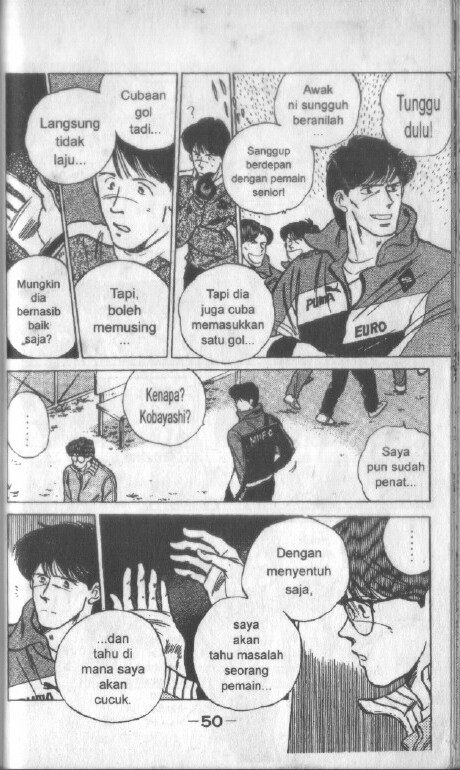 Tunggu
dulu!
Awak
ni sungguh
beranilah
...
Sanggup
berdepan
dengan pemain
senior!
PUMA
EURO
Tapi dia
juga cuba
memasukkan
satu gol...
?
Cubaan
gol
tadi...
Langsung
tidak
laju...
Tapi,
boleh
memusing
...
Mungkin
dia
bernasib
baik
saja?
Saya
pun sudah
penat...
Kenapa?
Kobayashi?
......
......
Dengan
menyentuh
saja,
saya
akan
tahu masalah
seorang
pemain...
...dan
tahu di
mana saya
akan
cucuk.
PUMA
—50—